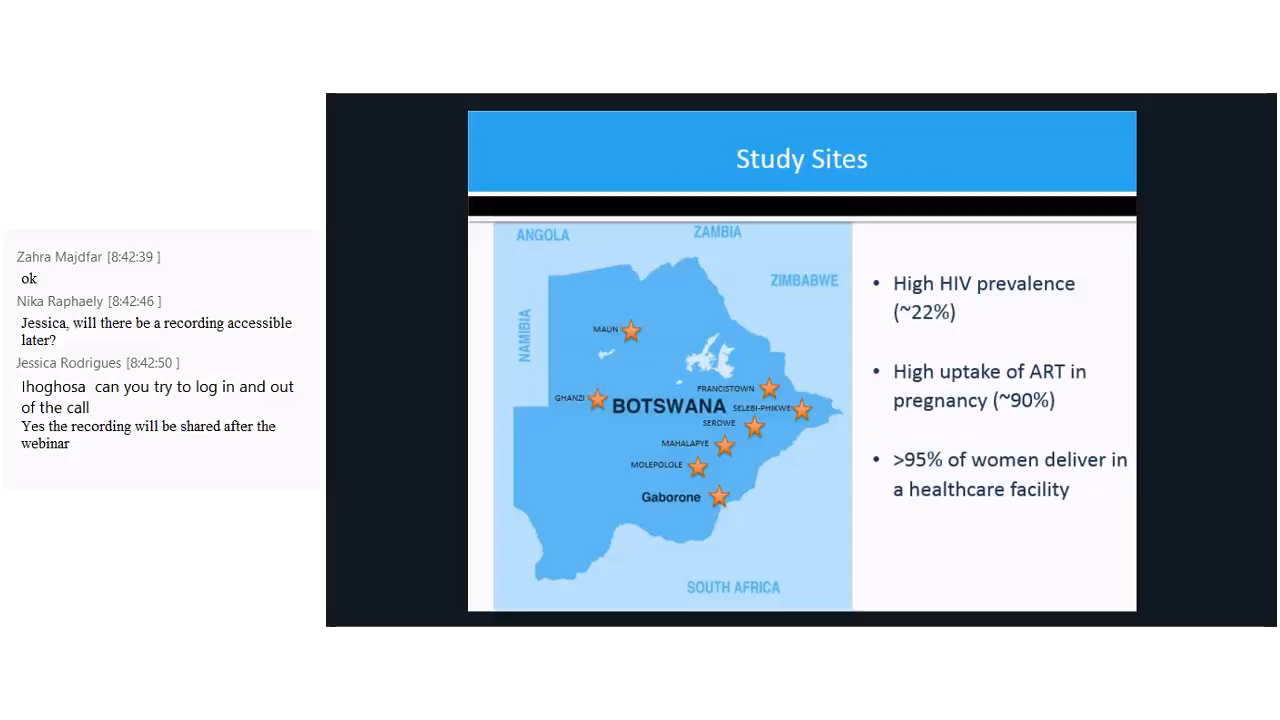 Zahra Majdfar [8:42:39 ]
ok
Nika Raphaely [8:42:46 ]
Jessica, will there be a recording accessible
later?
Jessica Rodrigues [8:42:50 ]
Ihoghosa can you try to log in and out
of the call
Yes the recording will be shared after the
webinar
Study Sites
ANGOLA
ZAMBIA
ZIMBABWE
NAMIBIA
MAUN
FRANCISTOWN
GHANZI
BOTSWANA
SELEBI-PHIKWE
SEROWE
MAHALAPYE
MOLEPOLOLE
Gaborone
SOUTH AFRICA
• High HIV prevalence
(~22%)
• High uptake of ART in
pregnancy (~90%)
• >95% of women deliver in
a healthcare facility